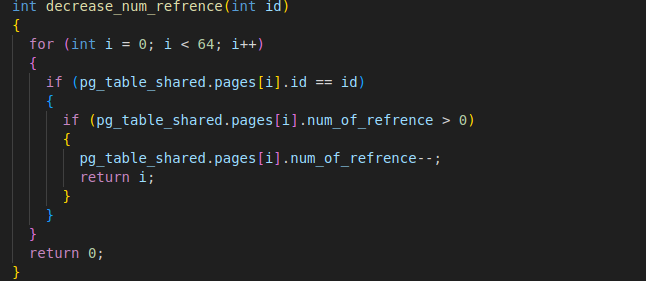 int decrease_num_refrence(int id)
{
  for (int i = 0; i < 64; i++)
  {
    if (pg_table_shared.pages[i].id == id)
    {
      if (pg_table_shared.pages[i].num_of_refrence > 0)
      {
        pg_table_shared.pages[i].num_of_refrence--;
        return i;
      }
    }
  }
  return 0;
}